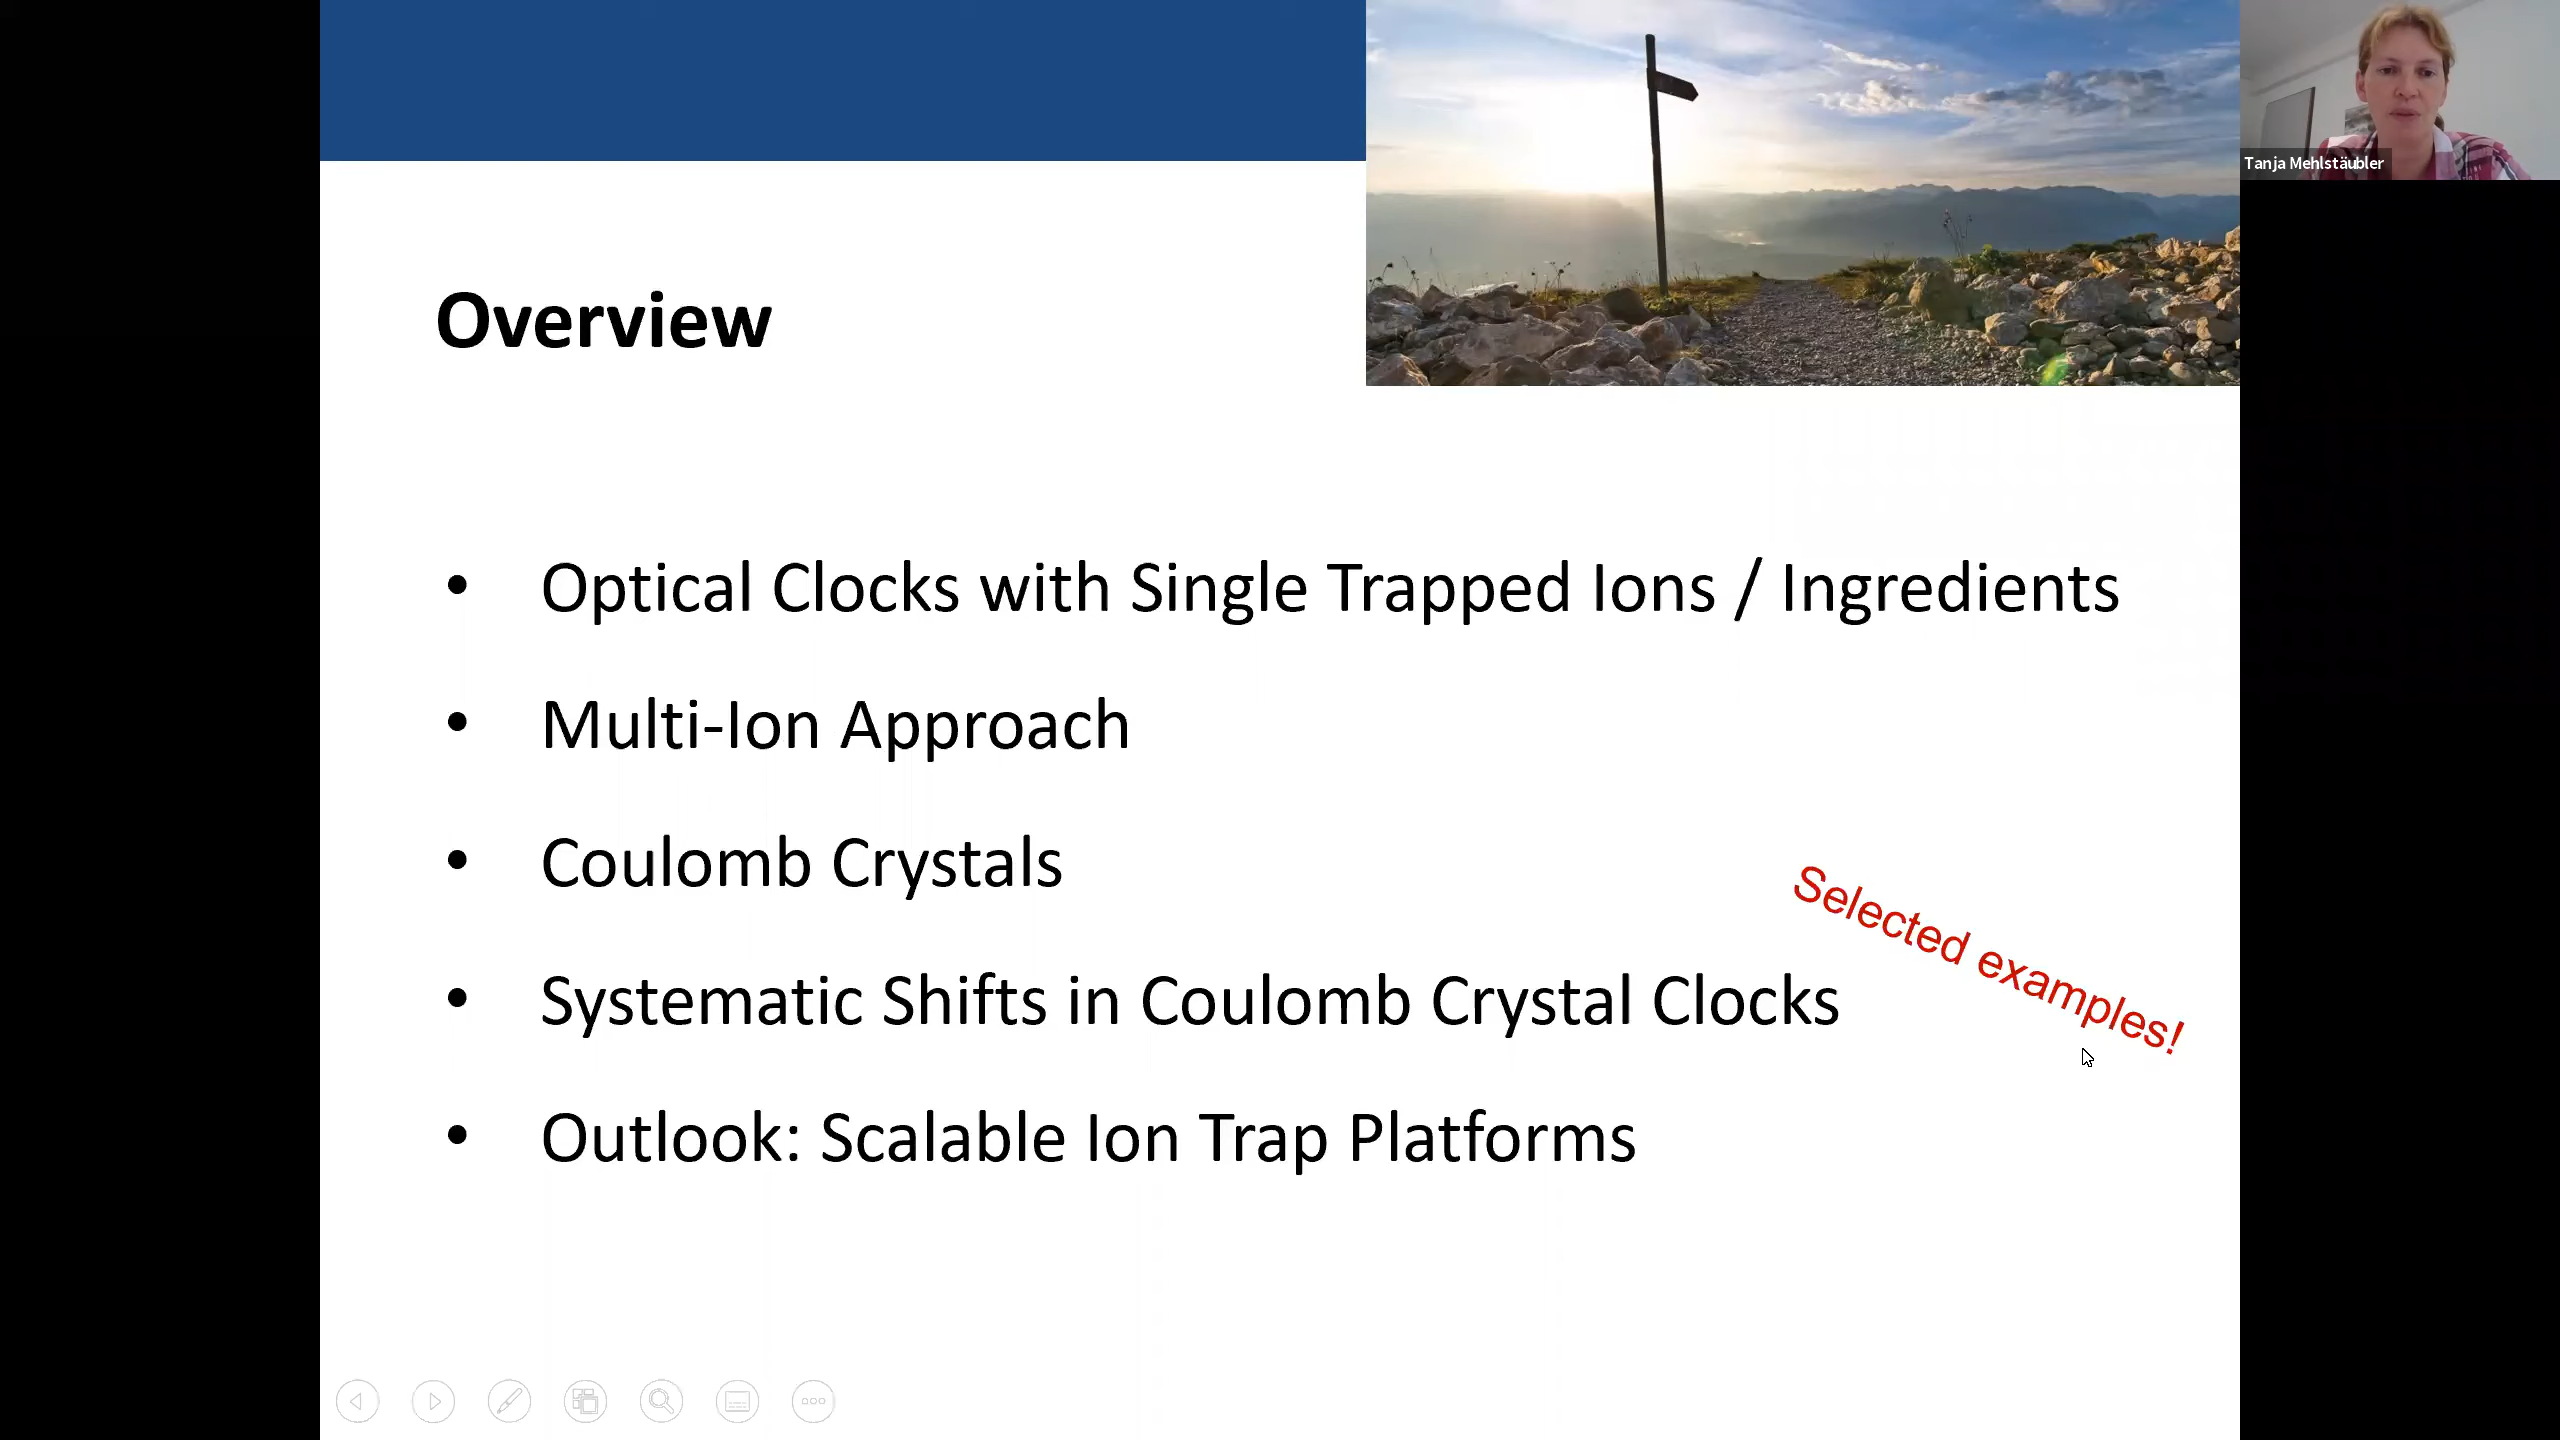 Tanja Mehlstäubler
Overview
• Optical Clocks with Single Trapped Ions / Ingredients
• Multi-Ion Approach
• Coulomb Crystals
Selected examples!
• Systematic Shifts in Coulomb Crystal Clocks
• Outlook: Scalable Ion Trap Platforms